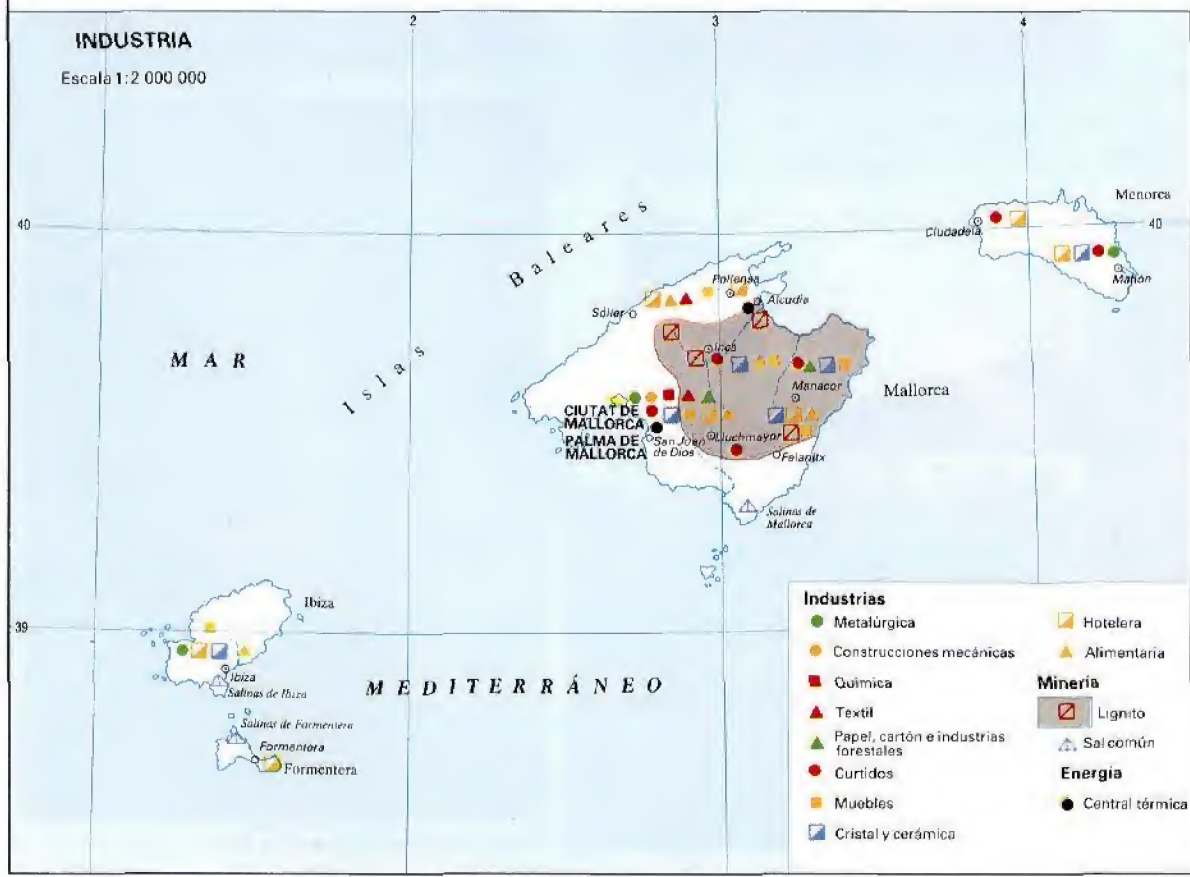 INDUSTRIA
Escala 1:2 000 000
2
3
4
40
40
39
Islas Baleares
MAR
MEDITERRÁNEO
Menorca
Ciudadela
Mahón
Pollensa
Alcudia
Sóller
Inca
Manacor
Mallorca
CIUTAT DE
MALLORCA
PALMA DE
MALLORCA
San Juan
de Dios
Lluchmayor
Felanitx
Salinas de
Mallorca
Ibiza
Ibiza
Salinas de Ibiza
Salinas de Formentera
Formentera
Formentera
Industrias
Metalúrgica
Construcciones mecánicas
Química
Textil
Papel, cartón e industrias
forestales
Curtidos
Muebles
Cristal y cerámica
Hotelera
Alimentaria
Minería
Lignito
Sal común
Energía
Central térmica